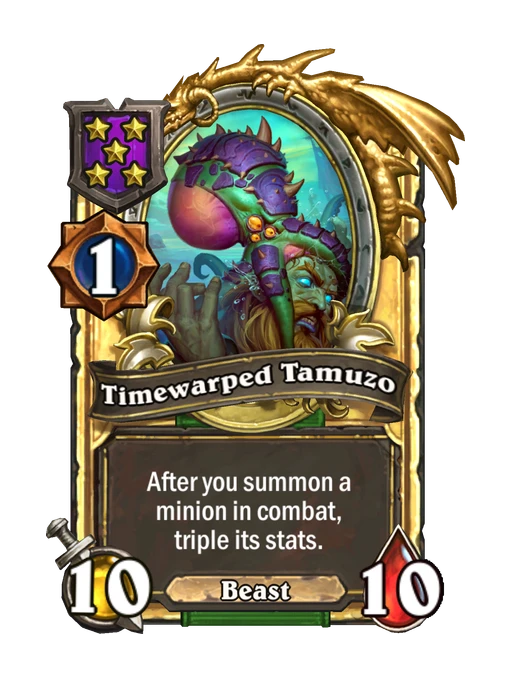 1
Timewarped Tamuzo
After you summon a
minion in combat,
triple its stats.
10
Beast
10